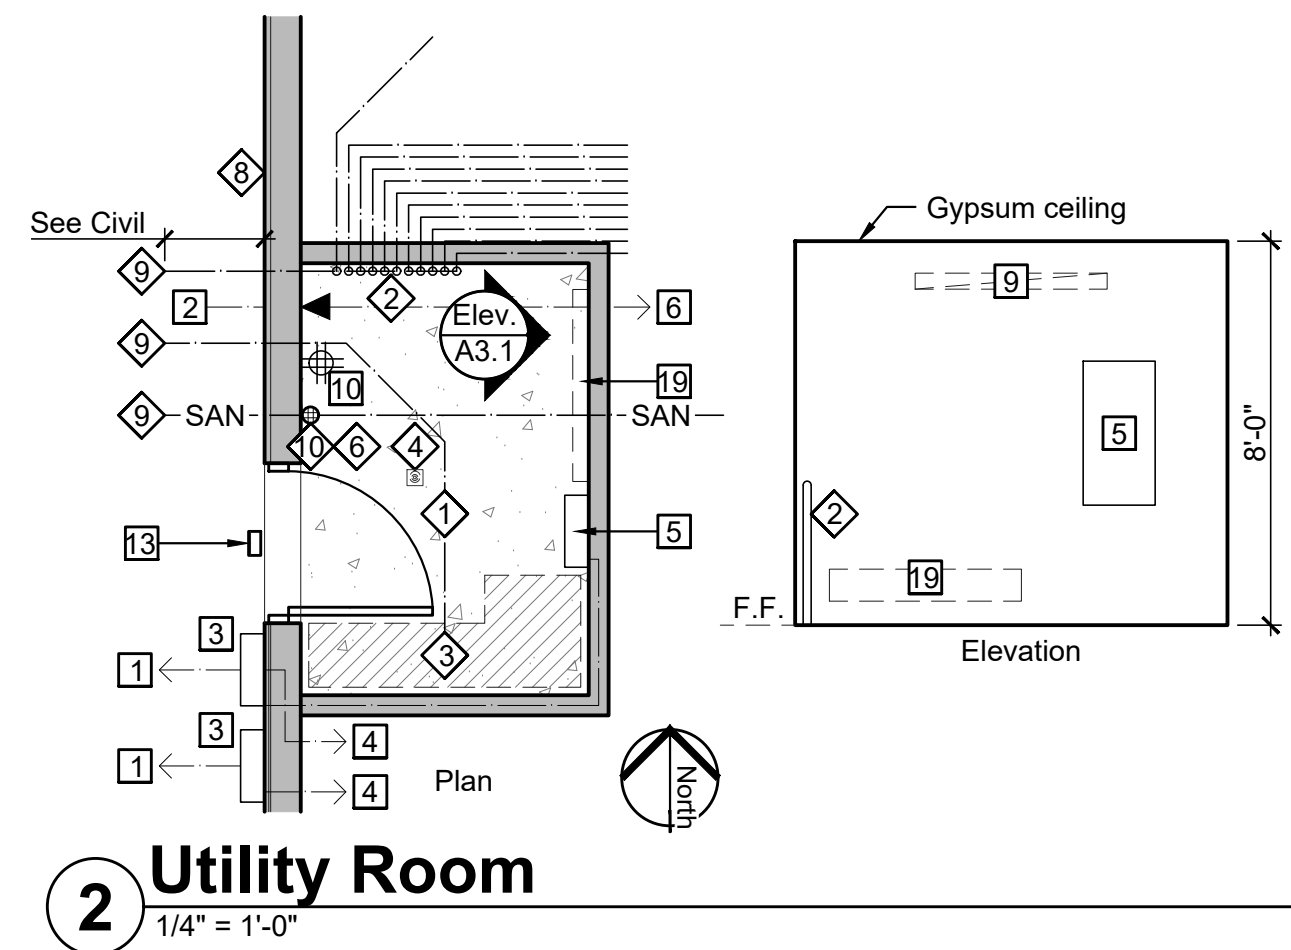 8
See Civil
9
2
2
6
Elev.
A3.1
9
10
19
9
SAN
SAN
10
6
4
1
13
5
3
3
1
3
4
1
4
Plan
North
Gypsum ceiling
9
5
8'-0"
2
19
F.F.
Elevation
2
Utility Room
1/4" = 1'-0"